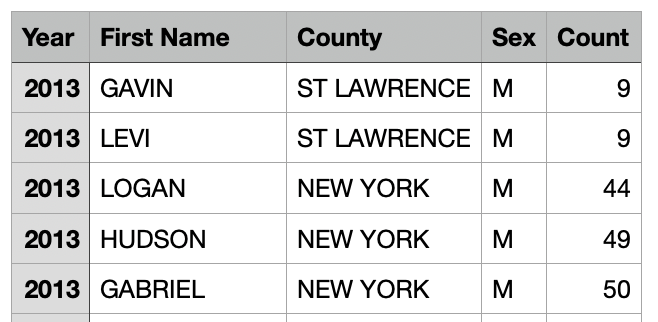 Year First Name County Sex Count
2013 GAVIN ST LAWRENCE M 9
2013 LEVI ST LAWRENCE M 9
2013 LOGAN NEW YORK M 44
2013 HUDSON NEW YORK M 49
2013 GABRIEL NEW YORK M 50